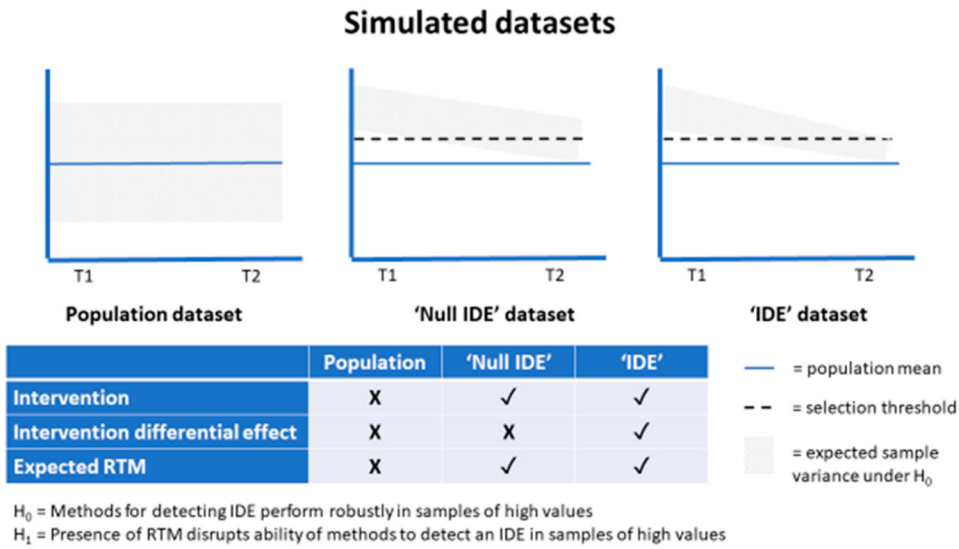 Simulated datasets
T1 T2 T1 T2 T1 T2
Population dataset 'Null IDE' dataset 'IDE' dataset
Population 'Null IDE' 'IDE'
Intervention X ✓ ✓
Intervention differential effect X X ✓
Expected RTM X ✓ ✓
= population mean
= selection threshold
= expected sample
variance under H₀
H₀ = Methods for detecting IDE perform robustly in samples of high values
H₁ = Presence of RTM disrupts ability of methods to detect an IDE in samples of high values